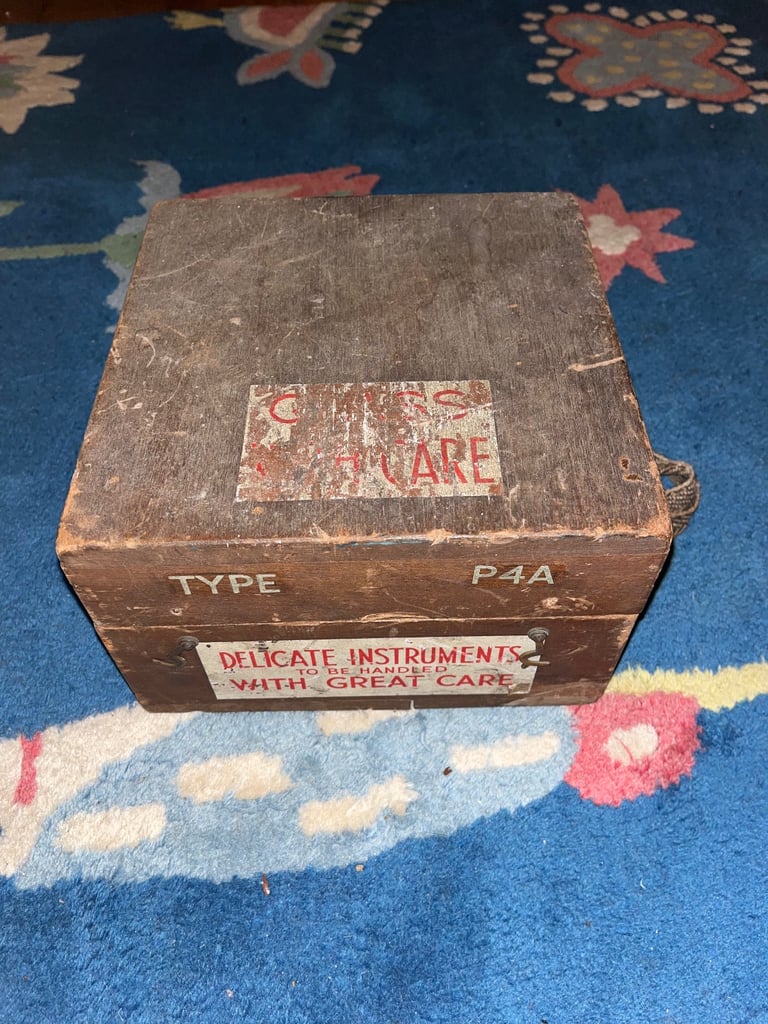 CARE
TYPE P4A
DELICATE INSTRUMENTS
TO BE HANDLED
WITH GREAT CARE